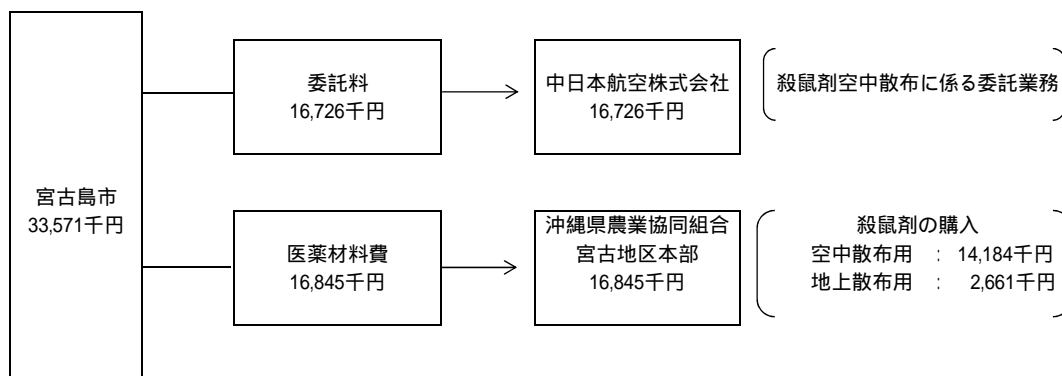 宮古島市
33,571千円
委託料
16,726千円
中日本航空株式会社
16,726千円
殺鼠剤空中散布に係る委託業務
医薬材料費
16,845千円
沖縄県農業協同組合
宮古地区本部
16,845千円
殺鼠剤の購入
空中散布用 : 14,184千円
地上散布用 : 2,661千円